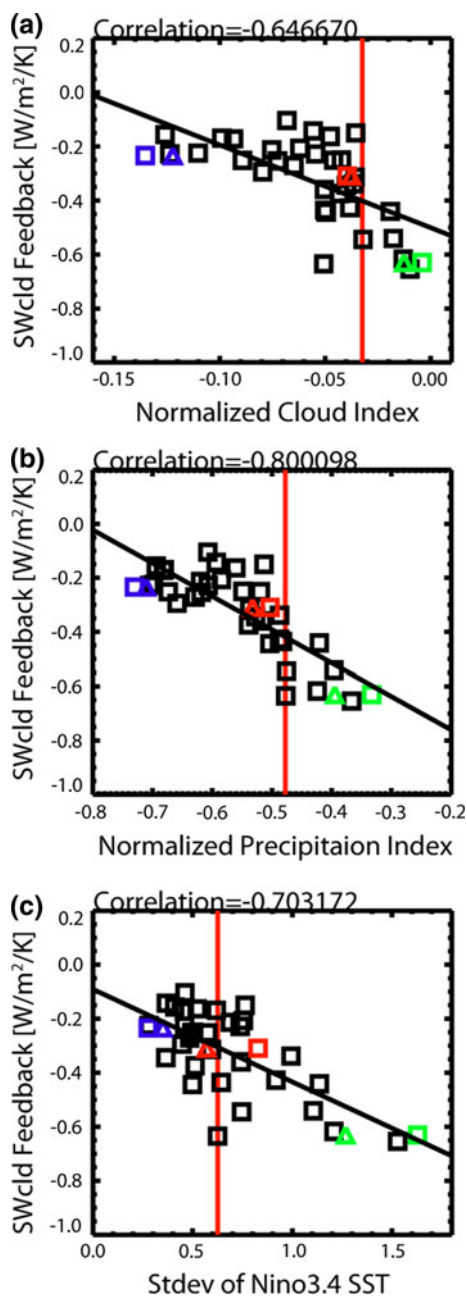 (a) Correlation=-0.646670
0.2
0.0
-0.2
-0.4
-0.6
-0.8
-1.0
SWcld Feedback [W/m²/K]
-0.15 -0.10 -0.05 0.00
Normalized Cloud Index
(b) Correlation=-0.800098
0.2
0.0
-0.2
-0.4
-0.6
-0.8
-1.0
SWcld Feedback [W/m²/K]
-0.8 -0.7 -0.6 -0.5 -0.4 -0.3 -0.2
Normalized Precipitaion Index
(c) Correlation=-0.703172
0.2
0.0
-0.2
-0.4
-0.6
-0.8
-1.0
SWcld Feedback [W/m²/K]
0.0 0.5 1.0 1.5
Stdev of Nino3.4 SST